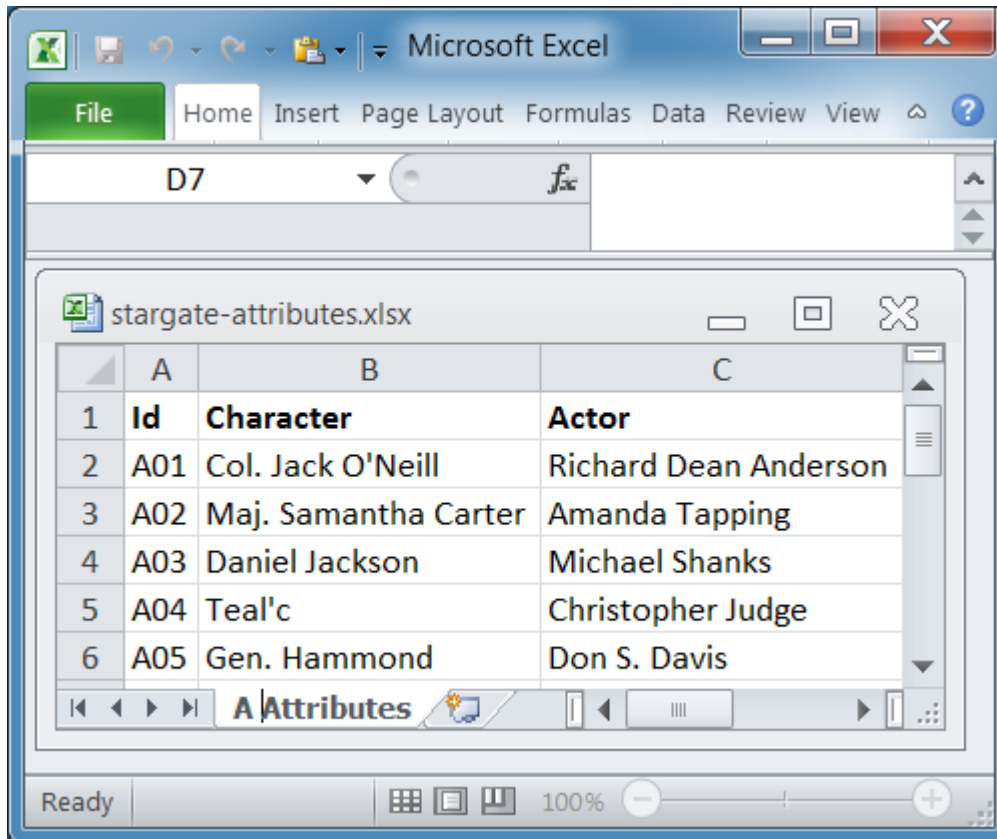 Microsoft Excel
File Home Insert Page Layout Formulas Data Review View
D7 fx
stargate-attributes.xlsx
A B C
1 Id Character Actor
2 A01 Col. Jack O'Neill Richard Dean Anderson
3 A02 Maj. Samantha Carter Amanda Tapping
4 A03 Daniel Jackson Michael Shanks
5 A04 Teal'c Christopher Judge
6 A05 Gen. Hammond Don S. Davis
A Attributes
Ready 100%